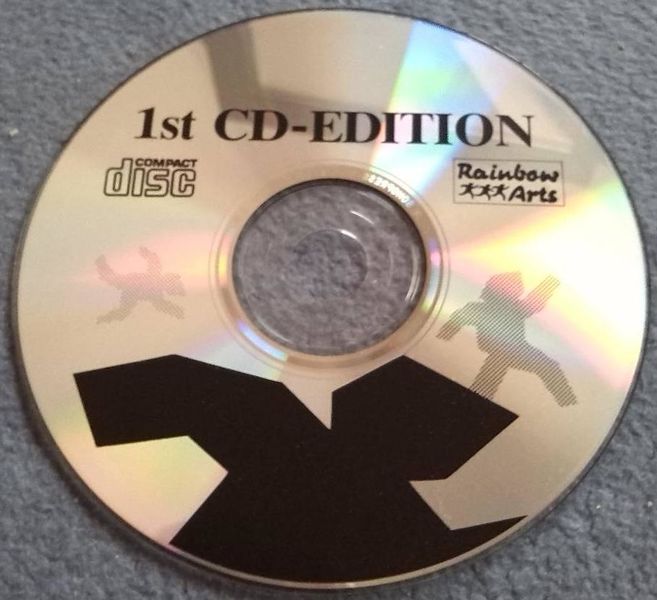 1st CD-EDITION
COMPACT
disc
Rainbow
Arts